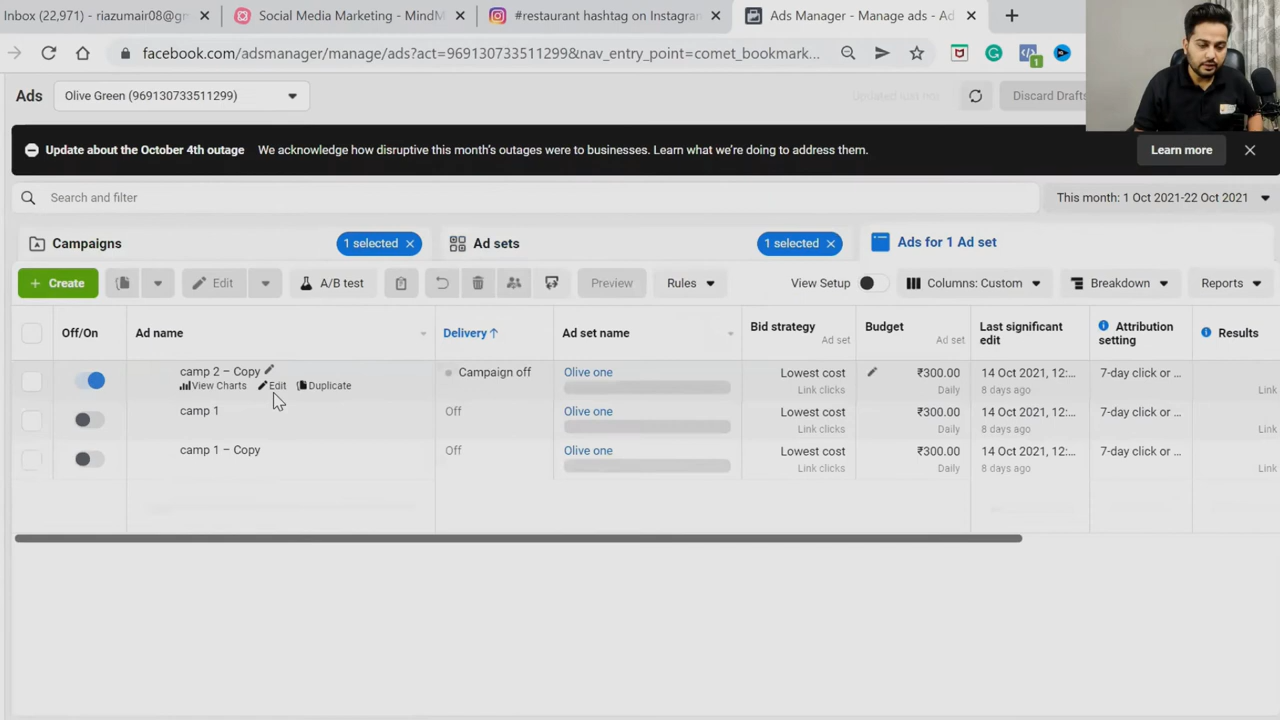 Inbox (22,971) - riazumair08@gm
Social Media Marketing - MindM
#restaurant hashtag on Instagram
Ads Manager - Manage ads - Ad
facebook.com/adsmanager/manage/ads?act=969130733511299&nav_entry_point=comet_bookmark...
1
Ads
Olive Green (969130733511299)
Updated just now
Discard Drafts
Update about the October 4th outage We acknowledge how disruptive this month's outages were to businesses. Learn what we're doing to address them.
Learn more
Search and filter
This month: 1 Oct 2021-22 Oct 2021
Campaigns
1 selected
Ad sets
1 selected
Ads for 1 Ad set
+ Create
Edit
A/B test
Preview
Rules
View Setup
Columns: Custom
Breakdown
Reports
Off/On
Ad name
Delivery ↑
Ad set name
Bid strategy
Ad set
Budget
Ad set
Last significant edit
Attribution setting
Results
camp 2 – Copy
View Charts
Edit
Duplicate
Campaign off
Olive one
Lowest cost
Link clicks
₹300.00
Daily
14 Oct 2021, 12:...
8 days ago
7-day click or ...
Link
camp 1
Off
Olive one
Lowest cost
Link clicks
₹300.00
Daily
14 Oct 2021, 12:...
8 days ago
7-day click or ...
Link
camp 1 – Copy
Off
Olive one
Lowest cost
Link clicks
₹300.00
Daily
14 Oct 2021, 12:...
8 days ago
7-day click or ...
Link